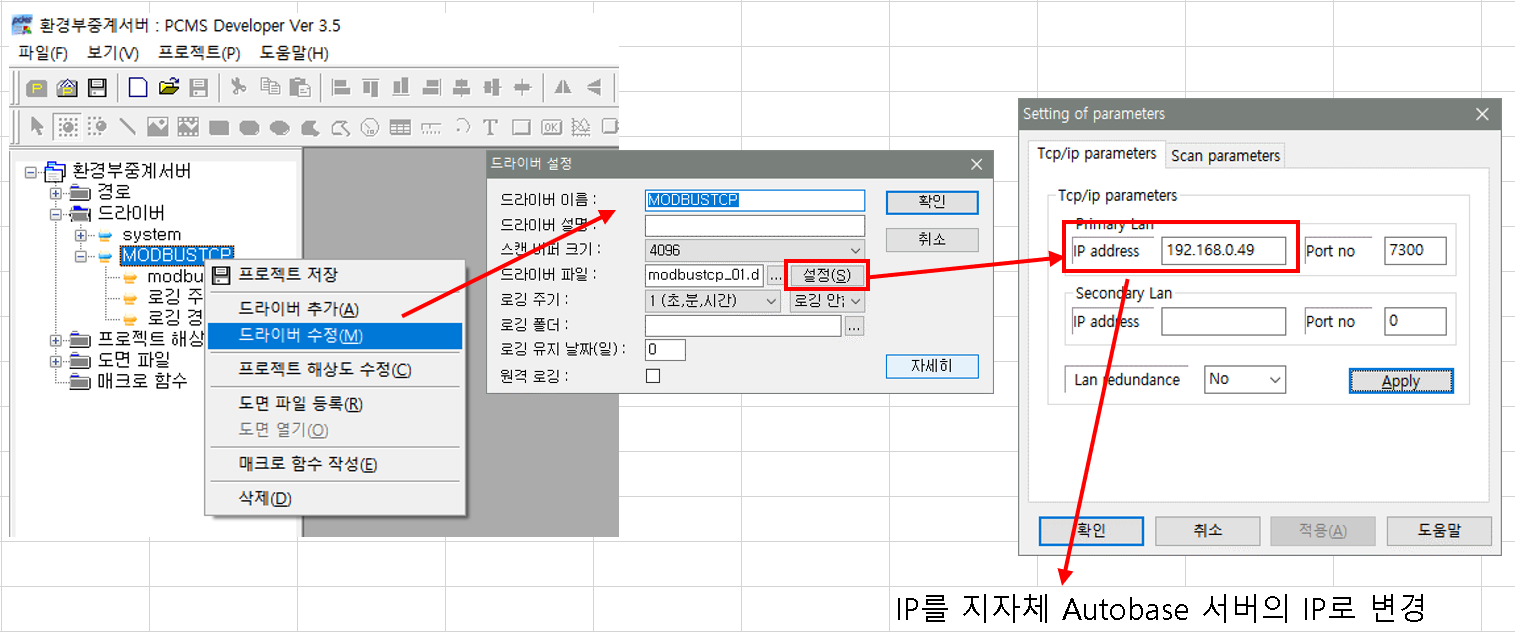 환경부중계서버 : PCMS Developer Ver 3.5
파일(F) 보기(V) 프로젝트(P) 도움말(H)
환경부중계서버
경로
드라이버
system
MODBUSTCP
modbu
로깅 주
로깅 경
프로젝트 해상
도면 파일
매크로 함수
프로젝트 저장
드라이버 추가(A)
드라이버 수정(M)
프로젝트 해상도 수정(C)
도면 파일 등록(R)
도면 열기(O)
매크로 함수 작성(E)
삭제(D)
드라이버 설정
드라이버 이름 : MODBUSTCP 확인
드라이버 설명 :
취소
스캔 버퍼 크기 : 4096
드라이버 파일 : modbustcp_01.d ... 설정(S)
로깅 주기 : 1 (초,분,시간) 로깅 안
로깅 폴더 : ...
로깅 유지 날짜(일) : 0
자세히
원격 로깅 :
Setting of parameters
Tcp/ip parameters Scan parameters
Tcp/ip parameters
Primary Lan
IP address 192.168.0.49 Port no 7300
Secondary Lan
IP address Port no 0
Lan redundance No Apply
확인 취소 적용(A) 도움말
IP를 지자체 Autobase 서버의 IP로 변경